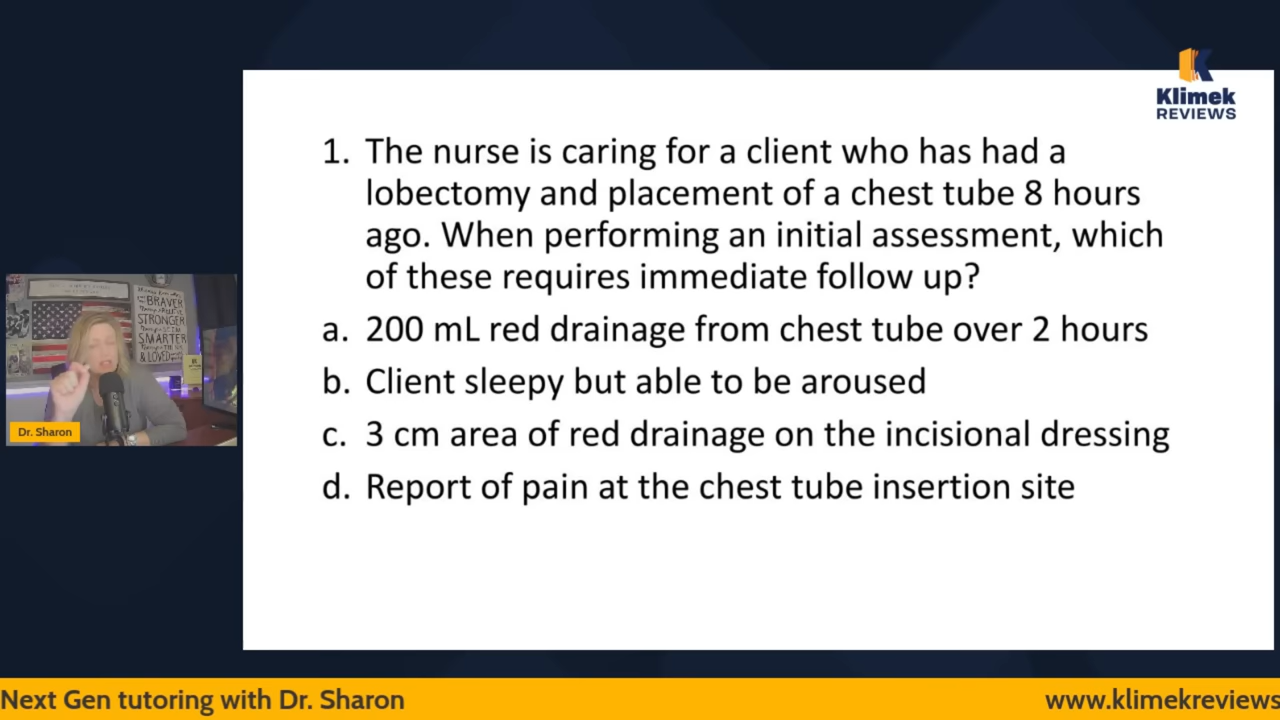 Klimek
REVIEWS
1. The nurse is caring for a client who has had a
lobectomy and placement of a chest tube 8 hours
ago. When performing an initial assessment, which
of these requires immediate follow up?
a. 200 mL red drainage from chest tube over 2 hours
b. Client sleepy but able to be aroused
c. 3 cm area of red drainage on the incisional dressing
d. Report of pain at the chest tube insertion site
BRAVER
STRONGER
SMARTER
& LOVED
Dr. Sharon
Next Gen tutoring with Dr. Sharon
www.klimekreviews